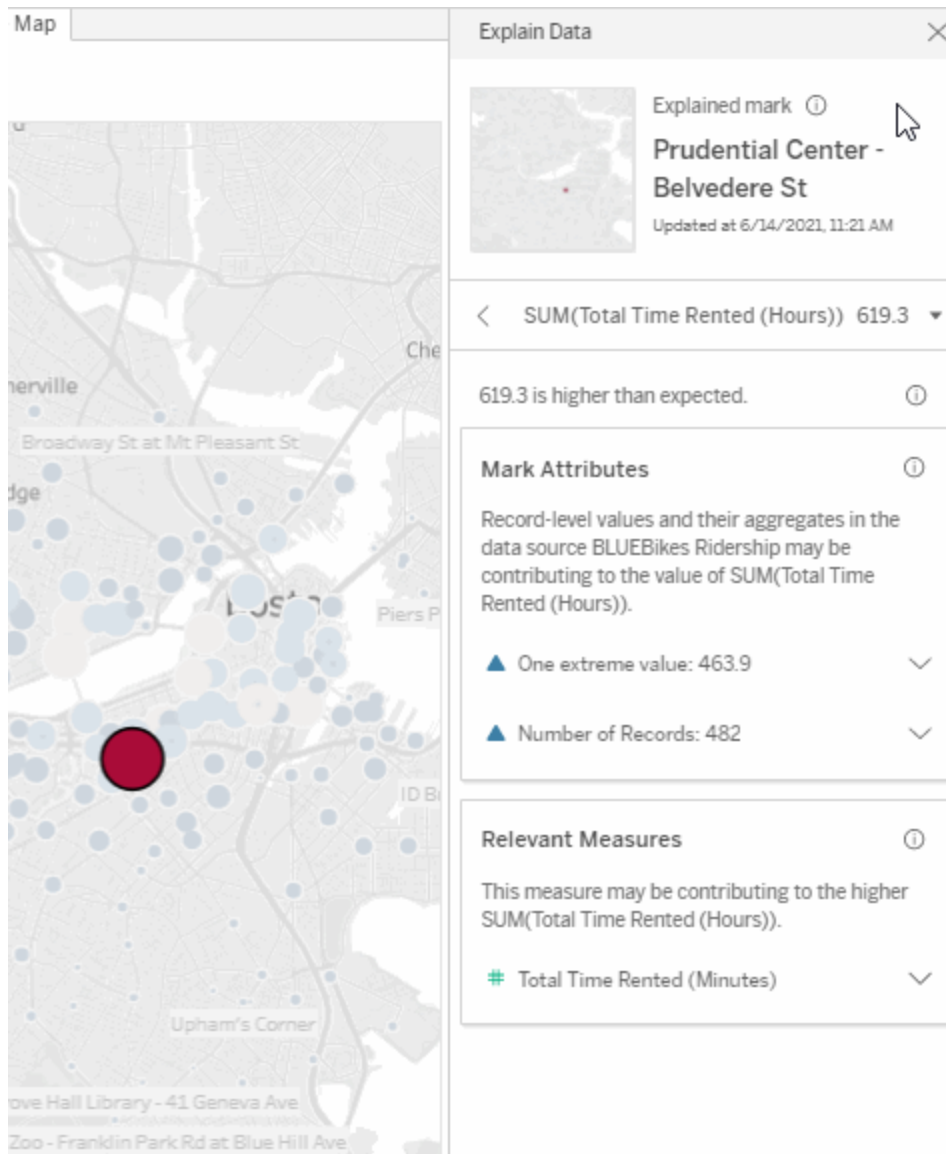 Map
Explain Data
Explained mark
Prudential Center -
Belvedere St
Updated at 6/14/2021, 11:21 AM
SUM(Total Time Rented (Hours)) 619.3
619.3 is higher than expected.
Mark Attributes
Record-level values and their aggregates in the
data source BLUEBikes Ridership may be
contributing to the value of SUM(Total Time
Rented (Hours)).
One extreme value: 463.9
Number of Records: 482
Relevant Measures
This measure may be contributing to the higher
SUM(Total Time Rented (Hours)).
# Total Time Rented (Minutes)
Che
nerville
Broadway St at Mt Pleasant St
dge
Piers P
ID B
Upham's Corner
rove Hall Library - 41 Geneva Ave
Zoo - Franklin Park Rd at Blue Hill Ave